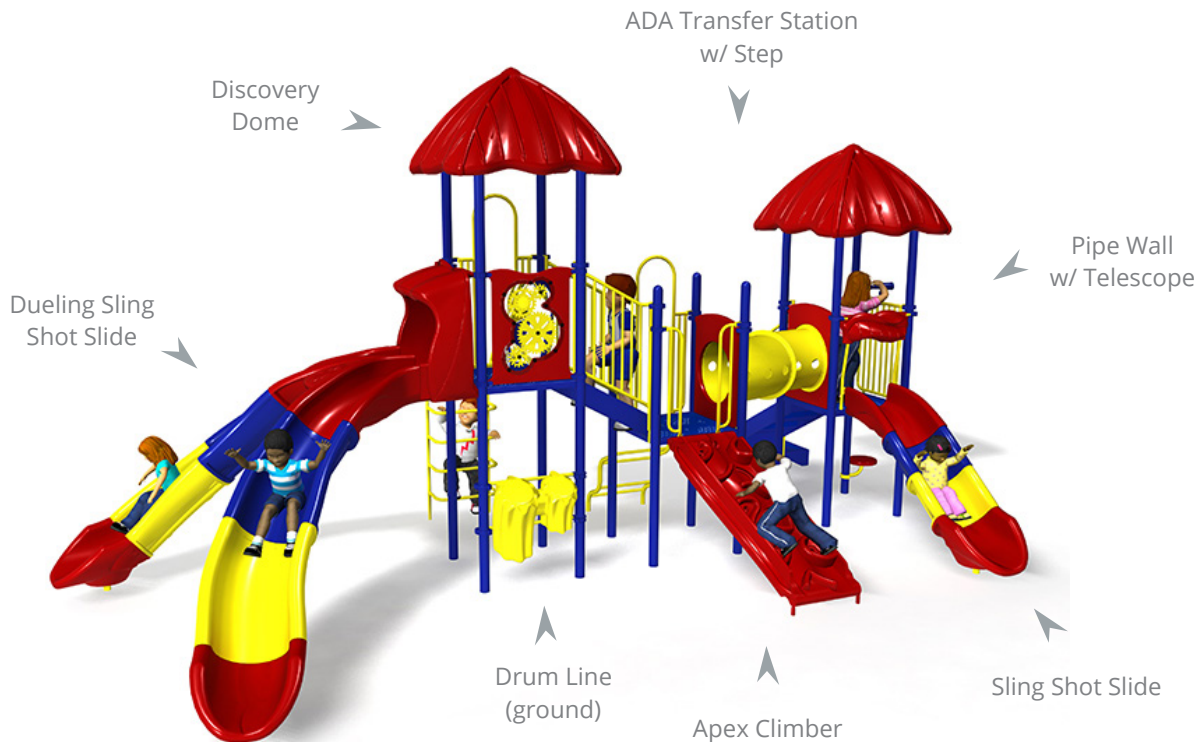 ADA Transfer Station
w/ Step
Discovery
Dome
Pipe Wall
w/ Telescope
Dueling Sling
Shot Slide
Drum Line
(ground)
Apex Climber
Sling Shot Slide